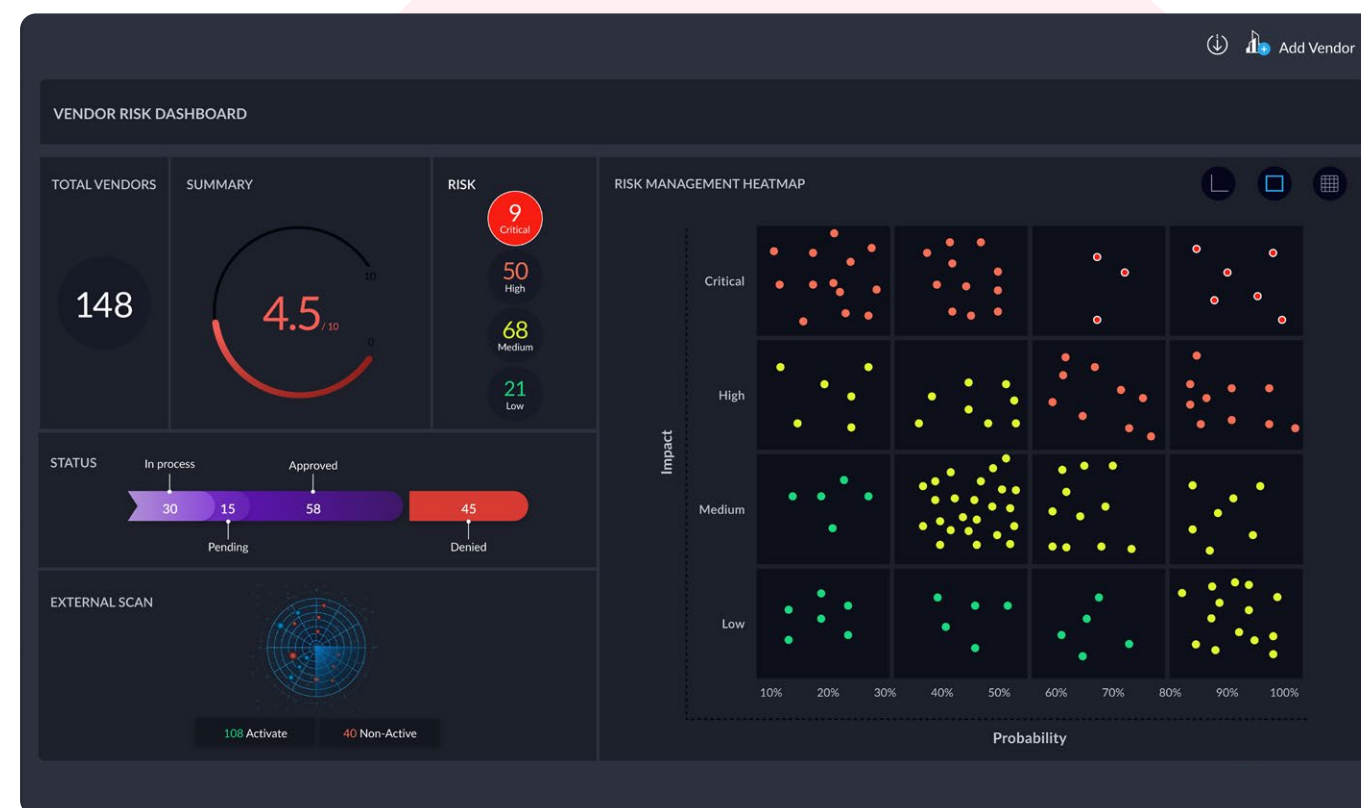 Add Vendor
VENDOR RISK DASHBOARD
TOTAL VENDORS
148
SUMMARY
10
4.5/10
0
RISK
9
Critical
50
High
68
Medium
21
Low
STATUS
In process
Approved
30 15 58 45
Pending
Denied
EXTERNAL SCAN
108 Activate
40 Non-Active
RISK MANAGEMENT HEATMAP
Impact
Critical
High
Medium
Low
10% 20% 30% 40% 50% 60% 70% 80% 90% 100%
Probability